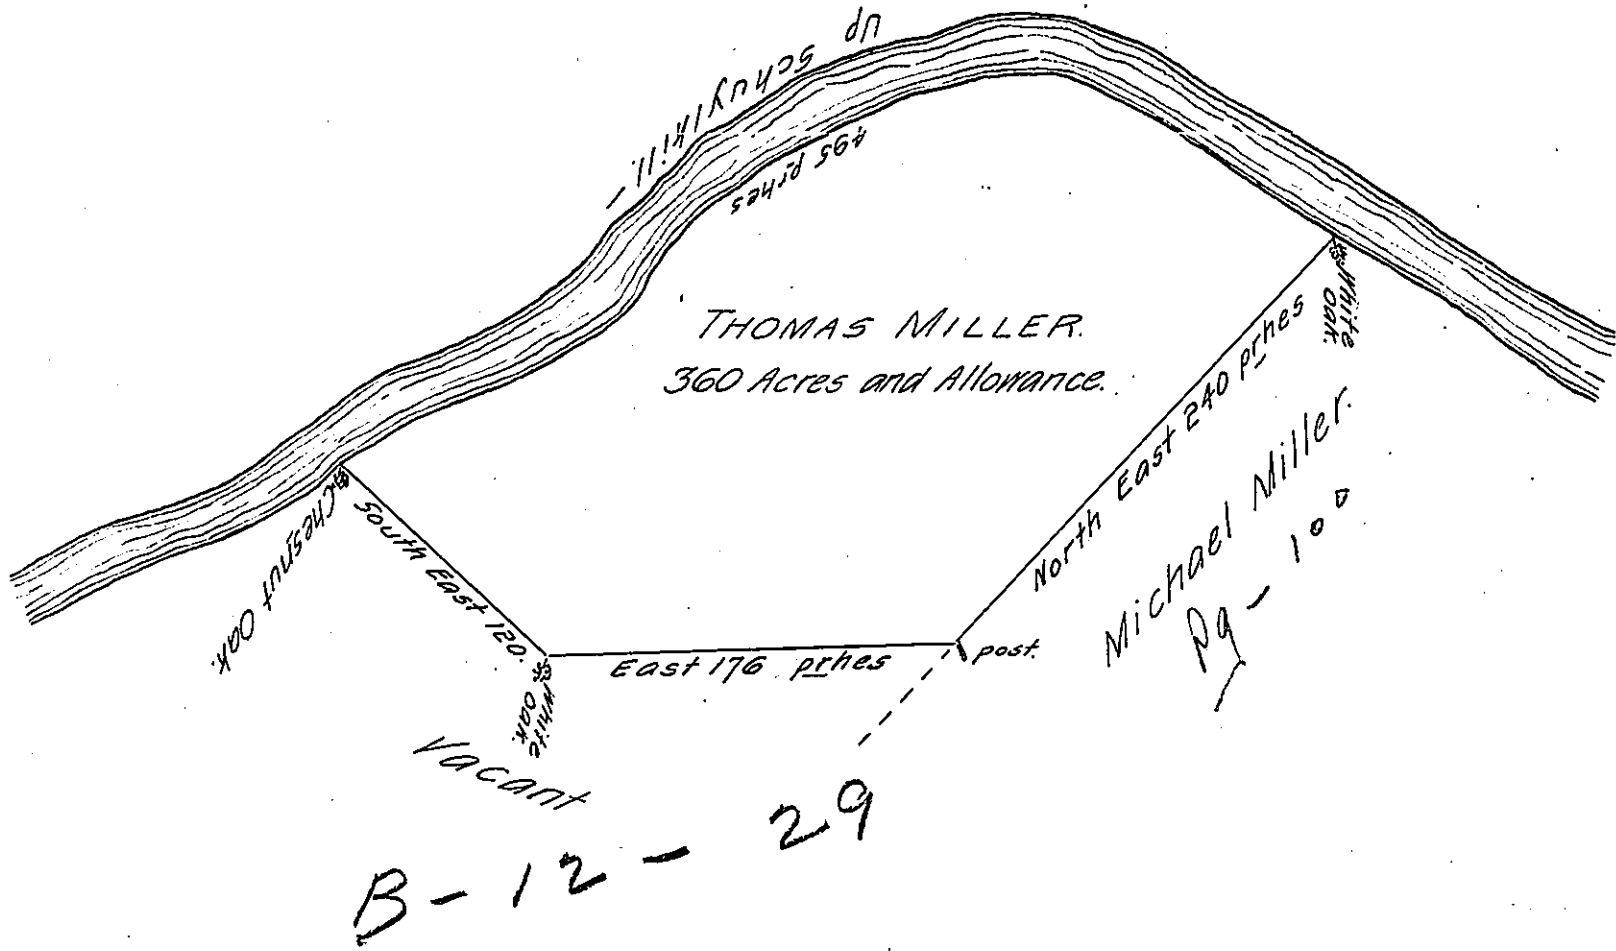 Up Schuylkill. -
495 prhes
THOMAS MILLER.
360 Acres and Allowance.
White
Oak.
North East 240 prhes
Michael Miller.
Pg - 100
Chesnut Oak.
South East 120.
East 176 prhes
post.
White
Oak.
Vacant
B - 12 - 29